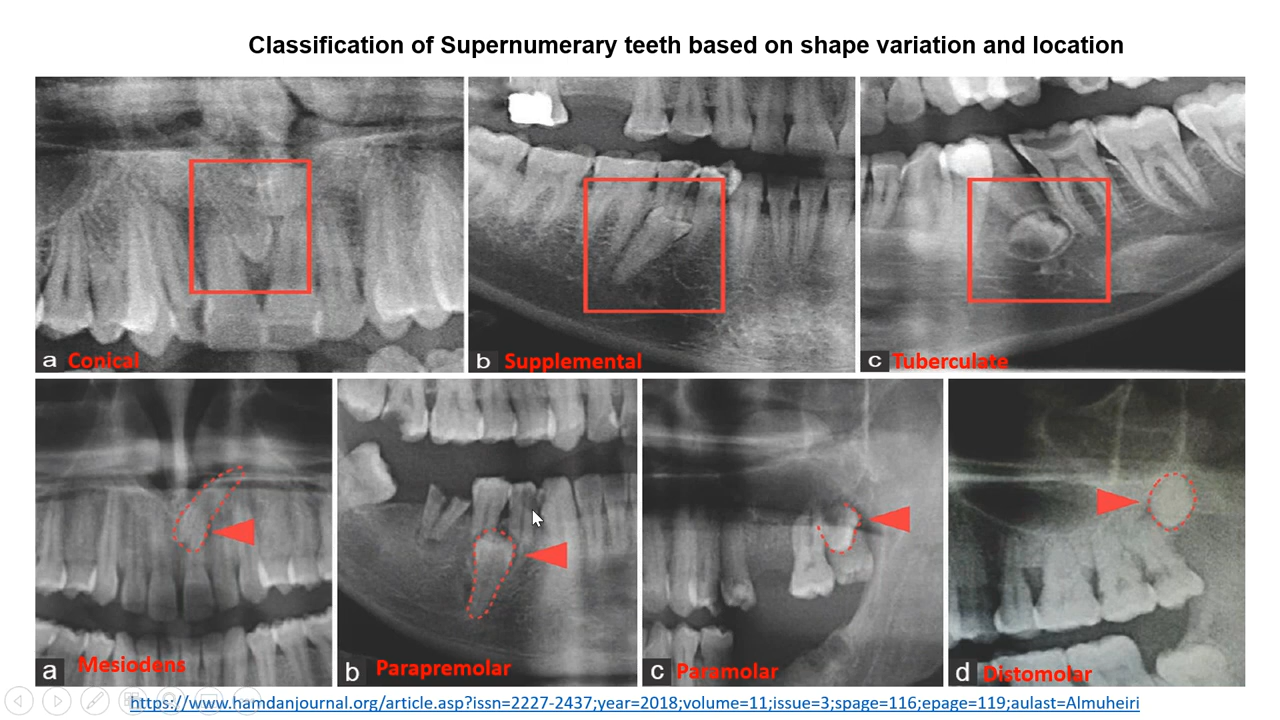 Classification of Supernumerary teeth based on shape variation and location
a Conical
b Supplemental
c Tuberculate
a Mesiodens
b Parapremolar
c Paramolar
d Distomolar
https://www.hamdanjournal.org/article.asp?issn=2227-2437;year=2018;volume=11;issue=3;spage=116;epage=119;aulast=Almuheiri